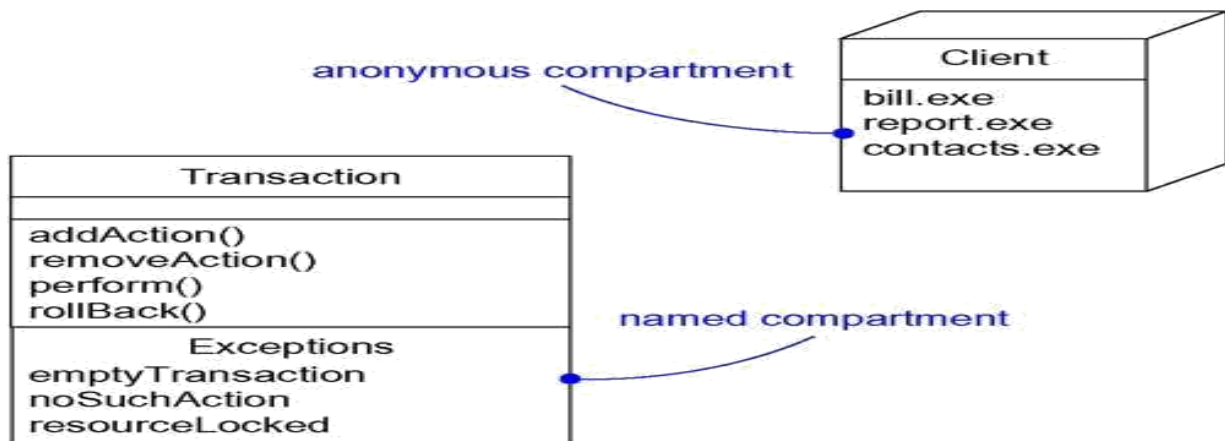 anonymous compartment
Client
bill.exe
report.exe
contacts.exe
Transaction
addAction()
removeAction()
perform()
rollBack()
named compartment
Exceptions
emptyTransaction
noSuchAction
resourceLocked